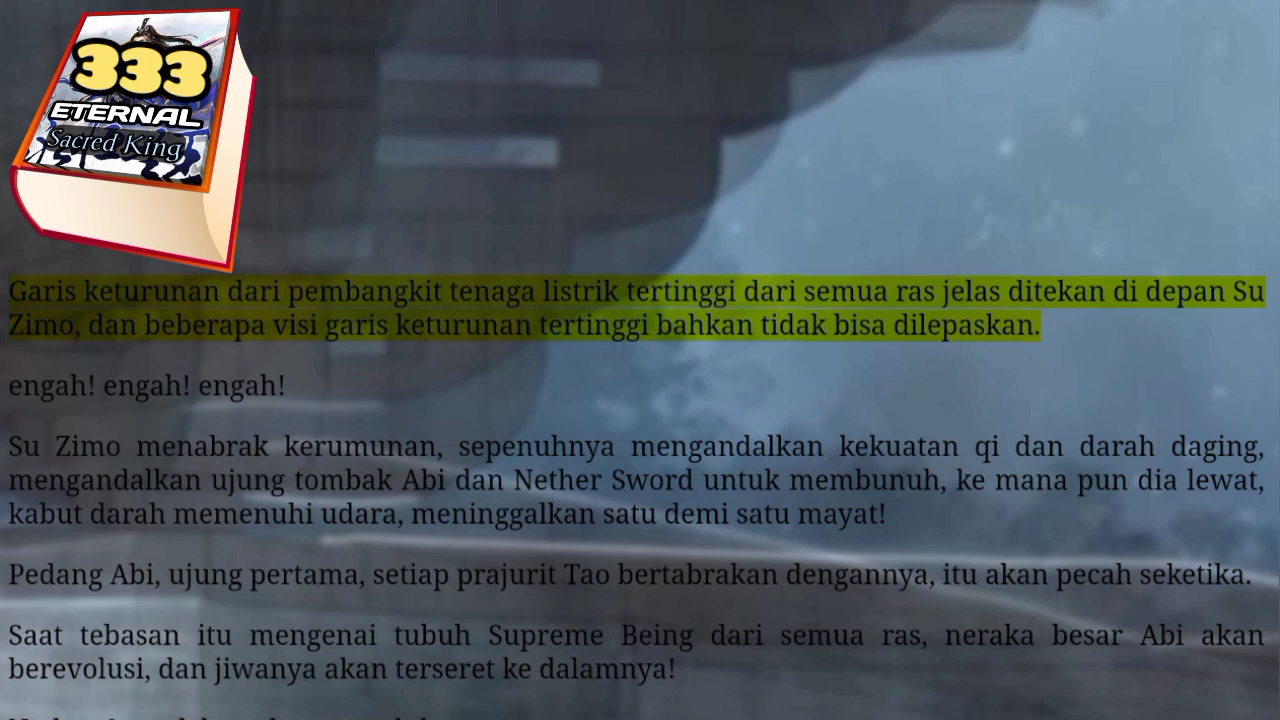 333
ETERNAL
Sacred King
Garis keturunan dari pembangkit tenaga listrik tertinggi dari semua ras jelas ditekan di depan Su
Zimo, dan beberapa visi garis keturunan tertinggi bahkan tidak bisa dilepaskan.
engah! engah! engah!
Su Zimo menabrak kerumunan, sepenuhnya mengandalkan kekuatan qi dan darah daging,
mengandalkan ujung tombak Abi dan Nether Sword untuk membunuh, ke mana pun dia lewat,
kabut darah memenuhi udara, meninggalkan satu demi satu mayat!
Pedang Abi, ujung pertama, setiap prajurit Tao bertabrakan dengannya, itu akan pecah seketika.
Saat tebasan itu mengenai tubuh Supreme Being dari semua ras, neraka besar Abi akan
berevolusi, dan jiwanya akan terseret ke dalamnya!